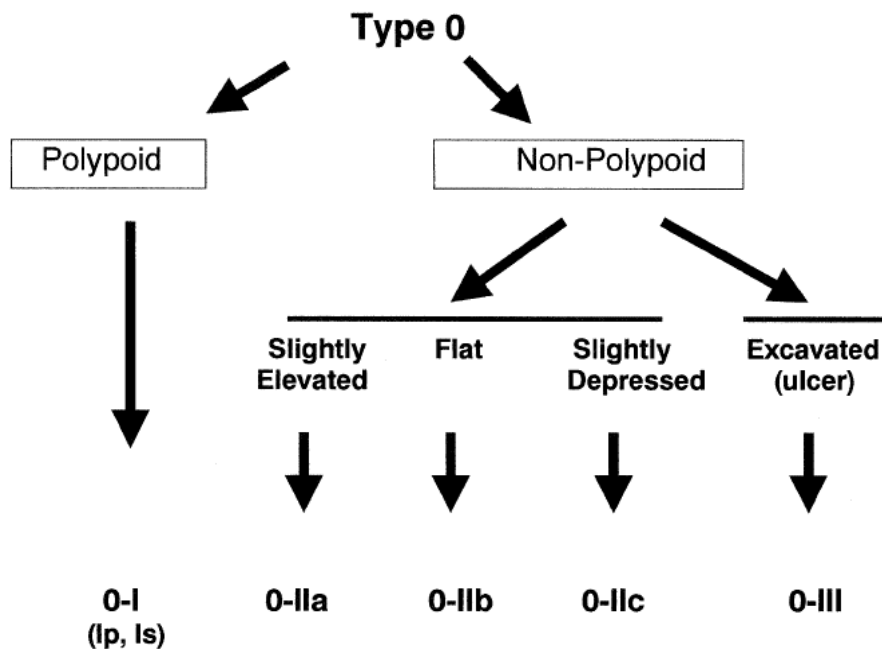 Type 0
Polypoid
Non-Polypoid
Slightly Elevated
Flat
Slightly Depressed
Excavated (ulcer)
0-I
(Ip, Is)
0-IIa
0-IIb
0-IIc
0-III